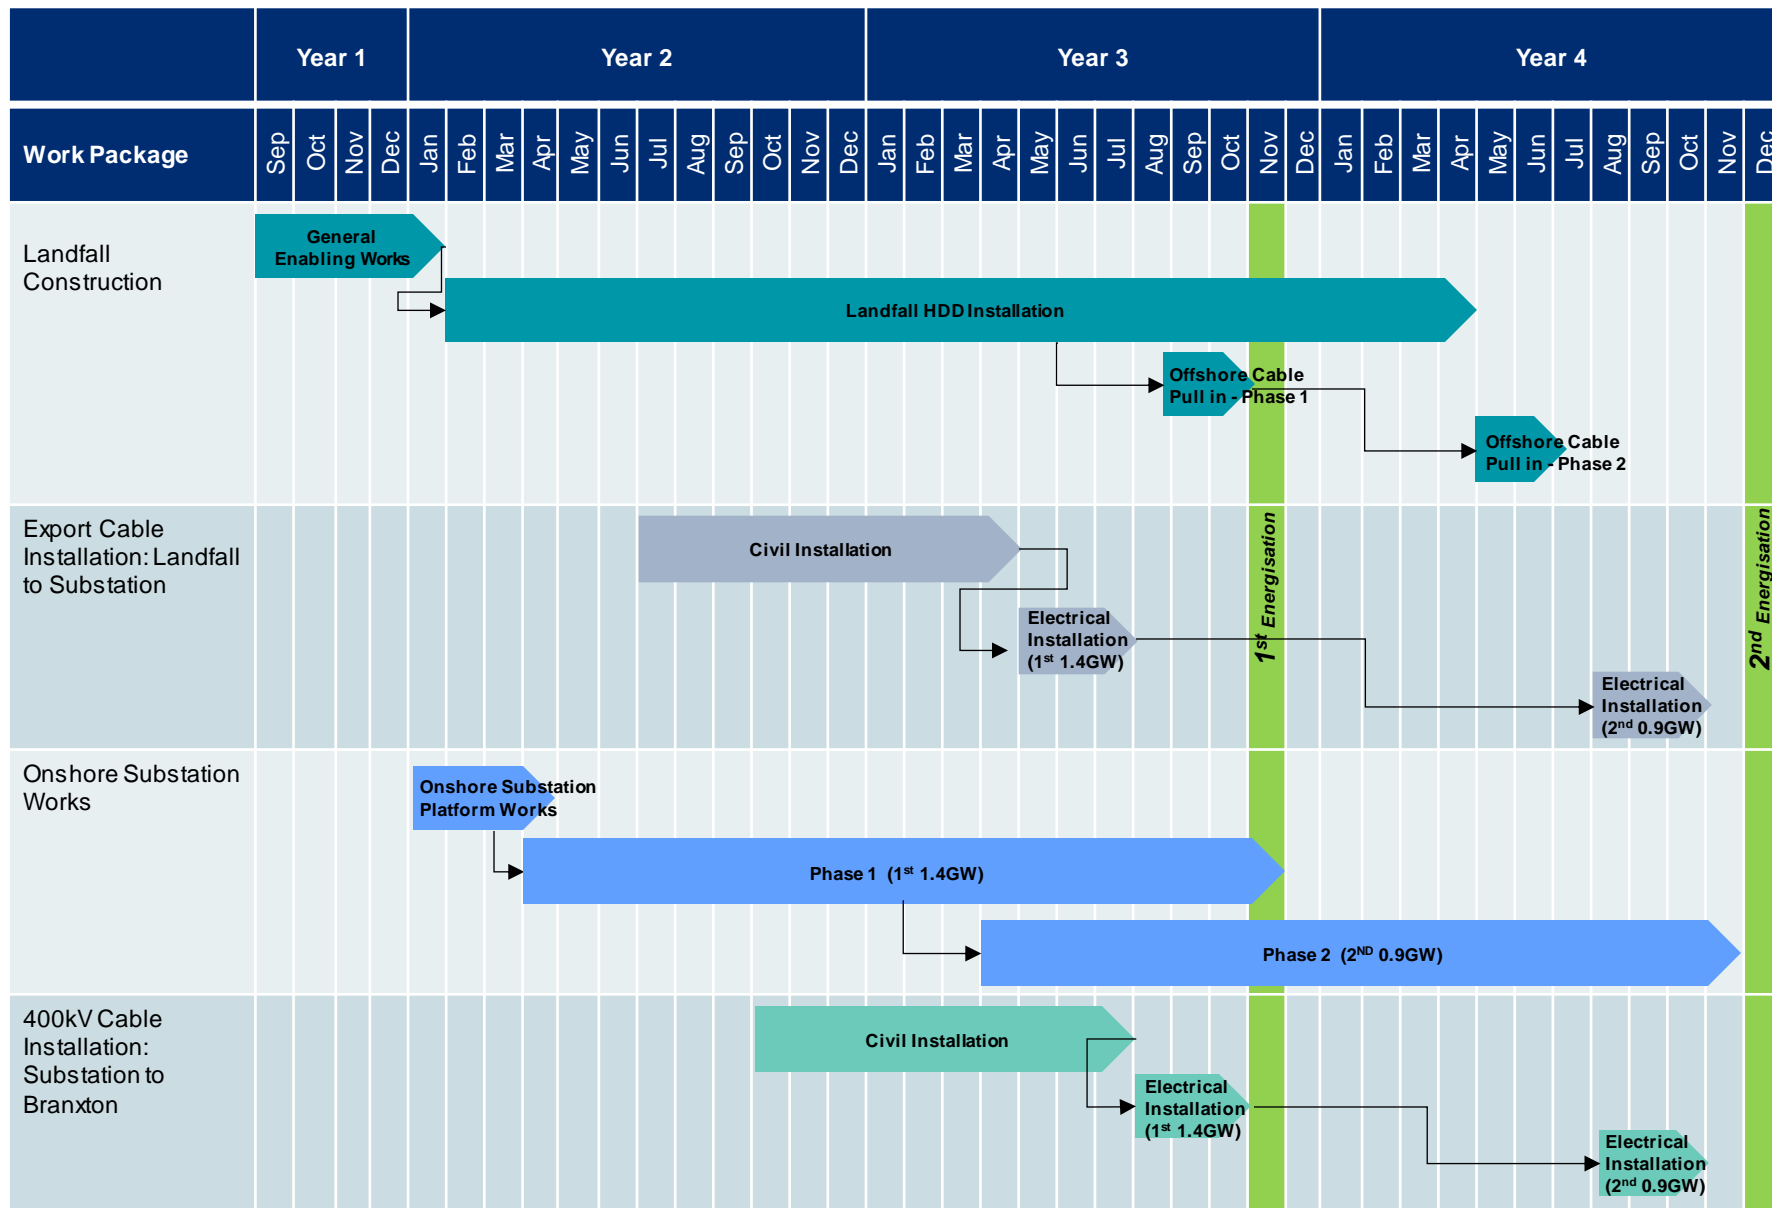 Year 1
Year 2
Year 3
Year 4
Work Package
Sep
Oct
Nov
Dec
Jan
Feb
Mar
Apr
May
Jun
Jul
Aug
Sep
Oct
Nov
Dec
Jan
Feb
Mar
Apr
May
Jun
Jul
Aug
Sep
Oct
Nov
Dec
Jan
Feb
Mar
Apr
May
Jun
Jul
Aug
Sep
Oct
Nov
Dec
Landfall
Construction
General
Enabling Works
Landfall HDD Installation
Offshore Cable
Pull in - Phase 1
Offshore Cable
Pull in - Phase 2
Export Cable
Installation: Landfall
to Substation
Civil Installation
Electrical
Installation
(1st 1.4GW)
Electrical
Installation
(2nd 0.9GW)
1st Energisation
2nd Energisation
Onshore Substation
Works
Onshore Substation
Platform Works
Phase 1 (1st 1.4GW)
Phase 2 (2ND 0.9GW)
400kV Cable
Installation:
Substation to
Branxton
Civil Installation
Electrical
Installation
(1st 1.4GW)
Electrical
Installation
(2nd 0.9GW)